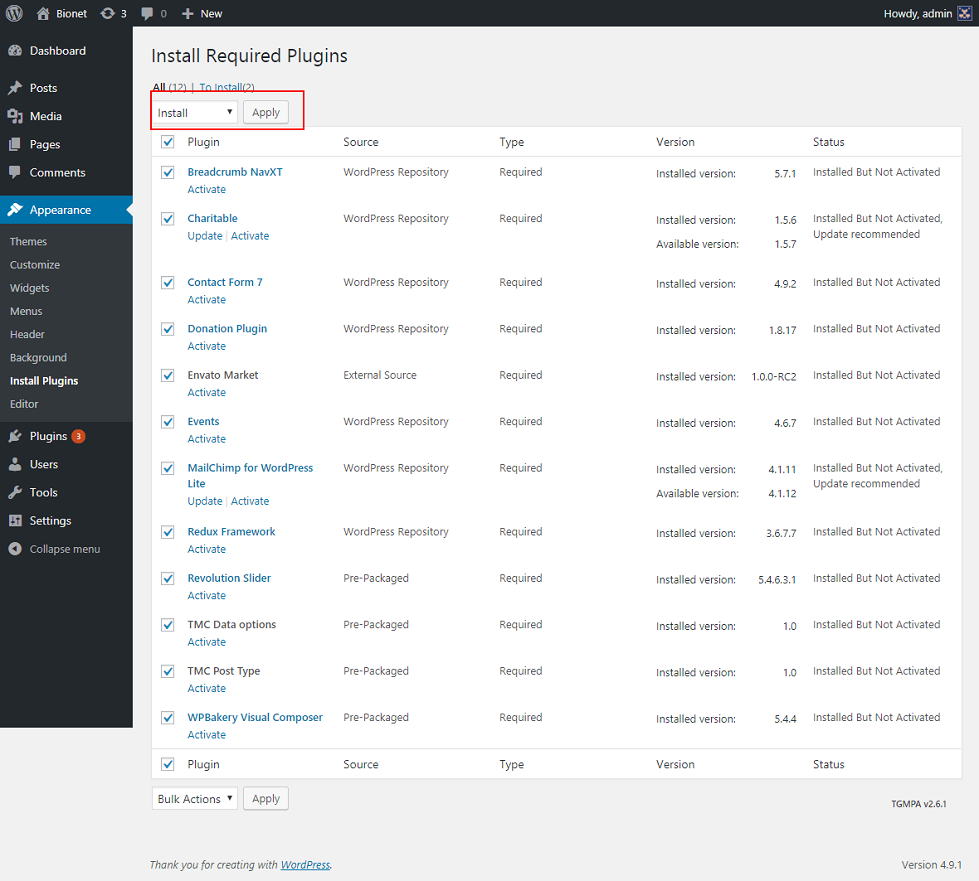 Bionet 3 0 New Howdy, admin
Dashboard
Posts
Media
Pages
Comments
Appearance
Themes
Customize
Widgets
Menus
Header
Background
Install Plugins
Editor
Plugins 3
Users
Tools
Settings
Collapse menu
Install Required Plugins
All (12) | To Install(2)
Install Apply
Plugin Source Type Version Status
Breadcrumb NavXT WordPress Repository Required Installed version: 5.7.1 Installed But Not Activated
Activate
Charitable WordPress Repository Required Installed version: 1.5.6 Installed But Not Activated,
Update | Activate Available version: 1.5.7 Update recommended
Contact Form 7 WordPress Repository Required Installed version: 4.9.2 Installed But Not Activated
Activate
Donation Plugin WordPress Repository Required Installed version: 1.8.17 Installed But Not Activated
Activate
Envato Market External Source Required Installed version: 1.0.0-RC2 Installed But Not Activated
Activate
Events WordPress Repository Required Installed version: 4.6.7 Installed But Not Activated
Activate
MailChimp for WordPress WordPress Repository Required Installed version: 4.1.11 Installed But Not Activated,
Lite Available version: 4.1.12 Update recommended
Update | Activate
Redux Framework WordPress Repository Required Installed version: 3.6.7.7 Installed But Not Activated
Activate
Revolution Slider Pre-Packaged Required Installed version: 5.4.6.3.1 Installed But Not Activated
Activate
TMC Data options Pre-Packaged Required Installed version: 1.0 Installed But Not Activated
Activate
TMC Post Type Pre-Packaged Required Installed version: 1.0 Installed But Not Activated
Activate
WPBakery Visual Composer Pre-Packaged Required Installed version: 5.4.4 Installed But Not Activated
Activate
Plugin Source Type Version Status
Bulk Actions Apply
TGMPA v2.6.1
Thank you for creating with WordPress. Version 4.9.1